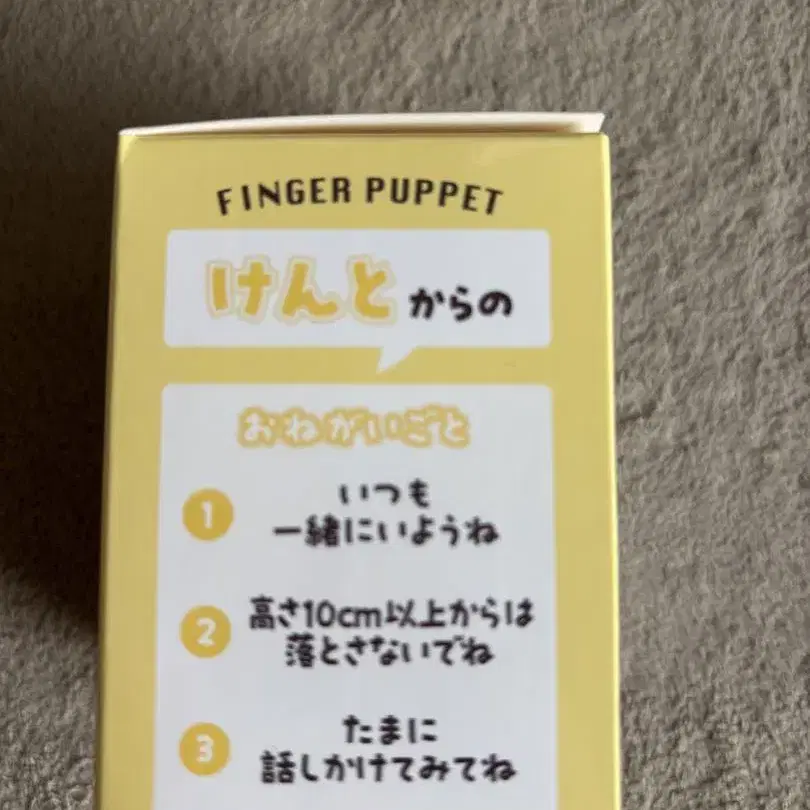 FINGER PUPPET
けんとからの
おねがいごと
1 いつも
一緒にいようね
2 高さ10cm以上からは
落とさないでね
3 たまに
話しかけてみてね